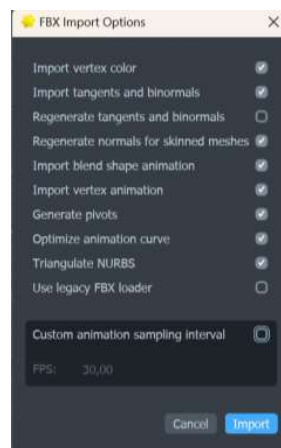 FBX Import Options
Import vertex color
Import tangents and binormals
Regenerate tangents and binormals
Regenerate normals for skinned meshes
Import blend shape animation
Import vertex animation
Generate pivots
Optimize animation curve
Triangulate NURBS
Use legacy FBX loader
Custom animation sampling interval
FPS: 30,00
Cancel Import